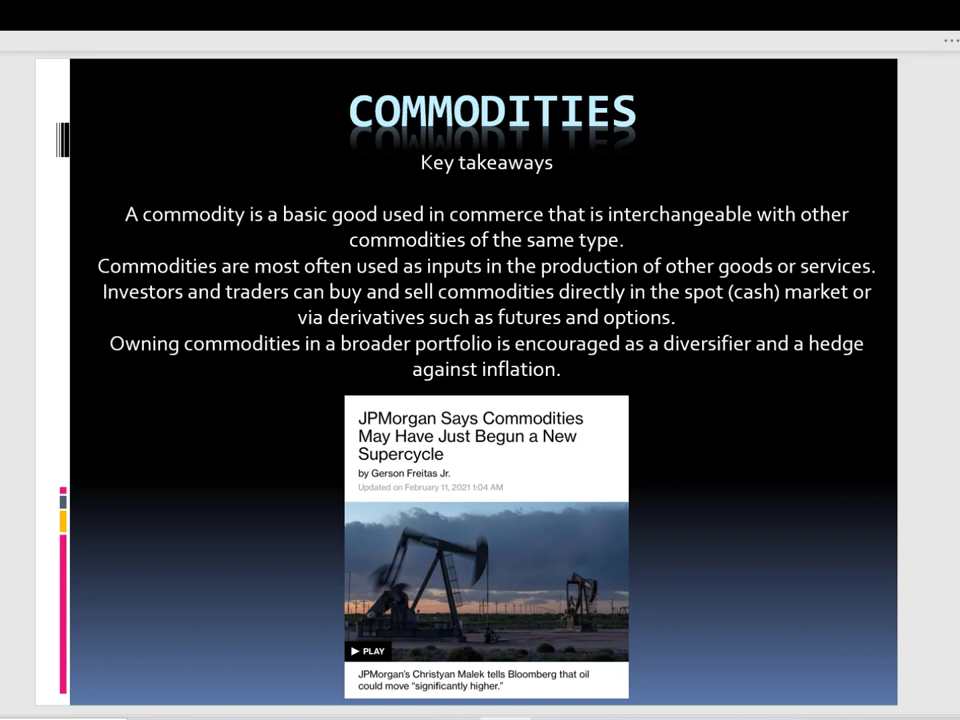 COMMODITIES
Key takeaways
A commodity is a basic good used in commerce that is interchangeable with other
commodities of the same type.
Commodities are most often used as inputs in the production of other goods or services.
Investors and traders can buy and sell commodities directly in the spot (cash) market or
via derivatives such as futures and options.
Owning commodities in a broader portfolio is encouraged as a diversifier and a hedge
against inflation.
JPMorgan Says Commodities
May Have Just Begun a New
Supercycle
by Gerson Freitas Jr.
Updated on February 11, 2021 1:04 AM
PLAY
JPMorgan's Christyan Malek tells Bloomberg that oil
could move “significantly higher.”